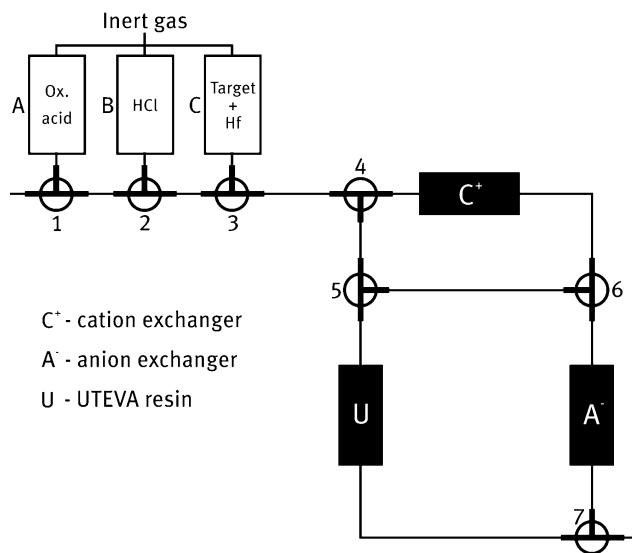 Inert gas
A
Ox.
acid
B
HCl
C
Target
+
Hf
1
2
3
4
C⁺
5
6
C⁺ - cation exchanger
A⁻ - anion exchanger
U - UTEVA resin
U
A⁻
7